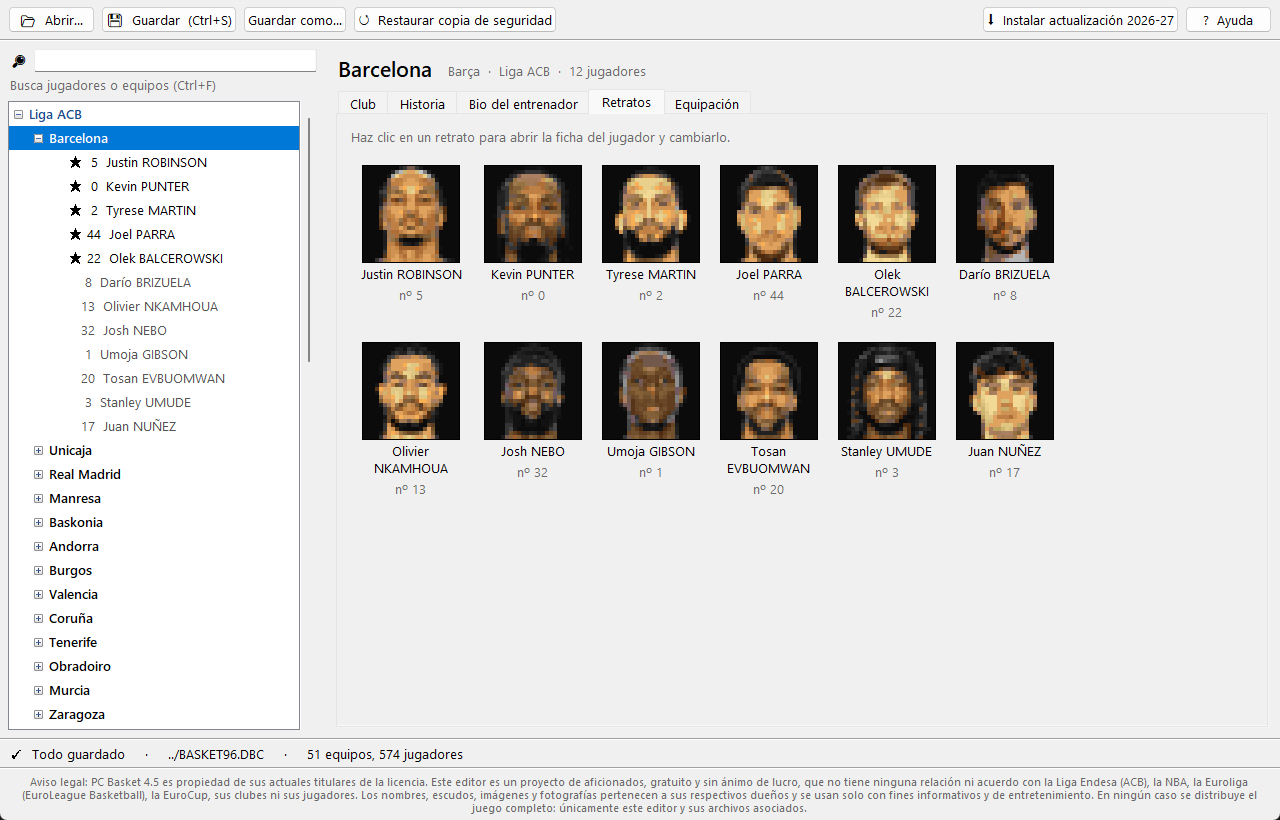 Abrir...
Guardar (Ctrl+S)
Guardar como...
Restaurar copia de seguridad
Instalar actualización 2026-27
? Ayuda
Busca jugadores o equipos (Ctrl+F)
Liga ACB
Barcelona
★ 5 Justin ROBINSON
★ 0 Kevin PUNTER
★ 2 Tyrese MARTIN
★ 44 Joel PARRA
★ 22 Olek BALCEROWSKI
8 Darío BRIZUELA
13 Olivier NKAMHOUA
32 Josh NEBO
1 Umoja GIBSON
20 Tosan EVBUOMWAN
3 Stanley UMUDE
17 Juan NUÑEZ
Unicaja
Real Madrid
Manresa
Baskonia
Andorra
Burgos
Valencia
Coruña
Tenerife
Obradoiro
Murcia
Zaragoza
Barcelona Barça · Liga ACB · 12 jugadores
Club Historia Bio del entrenador Retratos Equipación
Haz clic en un retrato para abrir la ficha del jugador y cambiarlo.
Justin ROBINSON
nº 5
Kevin PUNTER
nº 0
Tyrese MARTIN
nº 2
Joel PARRA
nº 44
Olek
BALCEROWSKI
nº 22
Darío BRIZUELA
nº 8
Olivier
NKAMHOUA
nº 13
Josh NEBO
nº 32
Umoja GIBSON
nº 1
Tosan
EVBUOMWAN
nº 20
Stanley UMUDE
nº 3
Juan NUÑEZ
nº 17
✓ Todo guardado · ../BASKET96.DBC · 51 equipos, 574 jugadores
Aviso legal: PC Basket 4.5 es propiedad de sus actuales titulares de la licencia. Este editor es un proyecto de aficionados, gratuito y sin ánimo de lucro, que no tiene ninguna relación ni acuerdo con la Liga Endesa (ACB), la NBA, la Euroliga
(EuroLeague Basketball), la EuroCup, sus clubes ni sus jugadores. Los nombres, escudos, imágenes y fotografías pertenecen a sus respectivos dueños y se usan solo con fines informativos y de entretenimiento. En ningún caso se distribuye el
juego completo: únicamente este editor y sus archivos asociados.